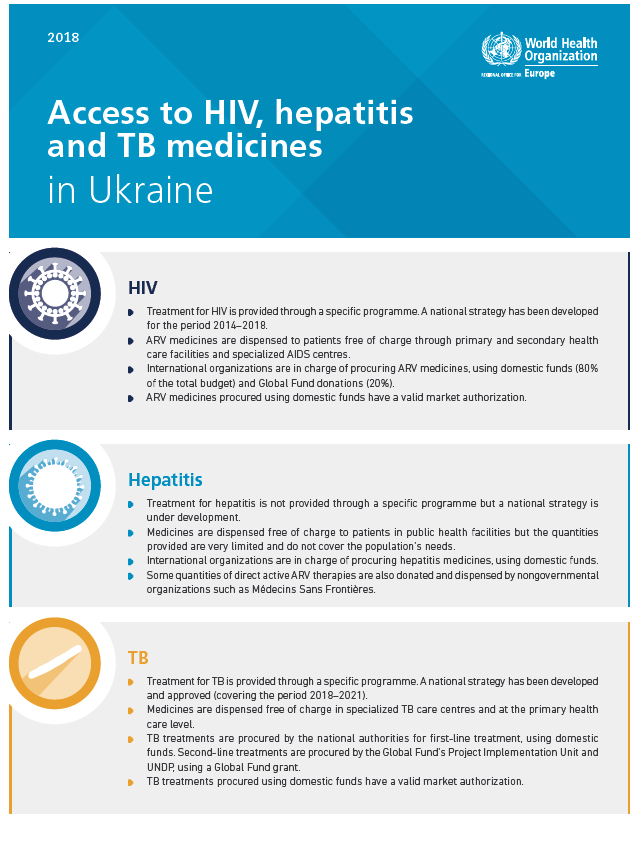 2018
World Health
Organization
REGIONAL OFFICE FOR Europe
Access to HIV, hepatitis
and TB medicines
in Ukraine
HIV
Treatment for HIV is provided through a specific programme. A national strategy has been developed
for the period 2014–2018.
ARV medicines are dispensed to patients free of charge through primary and secondary health
care facilities and specialized AIDS centres.
International organizations are in charge of procuring ARV medicines, using domestic funds (80%
of the total budget) and Global Fund donations (20%).
ARV medicines procured using domestic funds have a valid market authorization.
Hepatitis
Treatment for hepatitis is not provided through a specific programme but a national strategy is
under development.
Medicines are dispensed free of charge to patients in public health facilities but the quantities
provided are very limited and do not cover the population's needs.
International organizations are in charge of procuring hepatitis medicines, using domestic funds.
Some quantities of direct active ARV therapies are also donated and dispensed by nongovernmental
organizations such as Médecins Sans Frontières.
TB
Treatment for TB is provided through a specific programme. A national strategy has been developed
and approved (covering the period 2018–2021).
Medicines are dispensed free of charge in specialized TB care centres and at the primary health
care level.
TB treatments are procured by the national authorities for first-line treatment, using domestic
funds. Second-line treatments are procured by the Global Fund's Project Implementation Unit and
UNDP, using a Global Fund grant.
TB treatments procured using domestic funds have a valid market authorization.